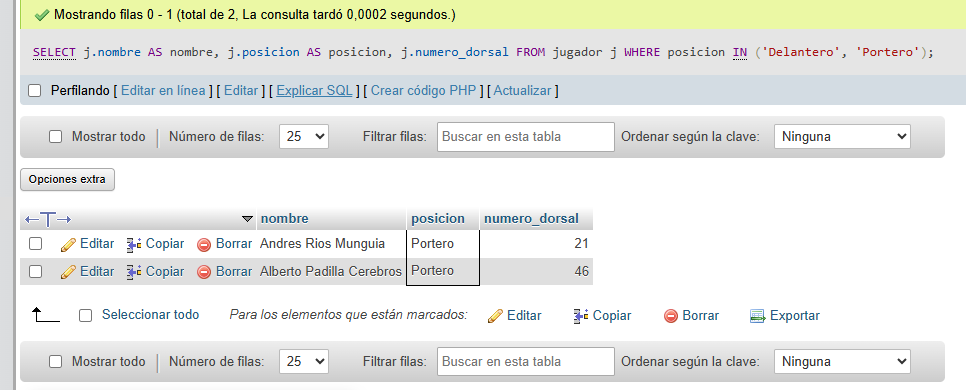 Mostrando filas 0 - 1 (total de 2, La consulta tardó 0,0002 segundos.)
SELECT j.nombre AS nombre, j.posicion AS posicion, j.numero_dorsal FROM jugador j WHERE posicion IN ('Delantero', 'Portero');
Perfilando [ Editar en línea ] [ Editar ] [ Explicar SQL ] [ Crear código PHP ] [ Actualizar ]
Mostrar todo Número de filas: 25 Filtrar filas: Buscar en esta tabla Ordenar según la clave: Ninguna
Opciones extra
nombre posicion numero_dorsal
Editar Copiar Borrar Andres Rios Munguia Portero 21
Editar Copiar Borrar Alberto Padilla Cerebros Portero 46
Seleccionar todo Para los elementos que están marcados: Editar Copiar Borrar Exportar
Mostrar todo Número de filas: 25 Filtrar filas: Buscar en esta tabla Ordenar según la clave: Ninguna